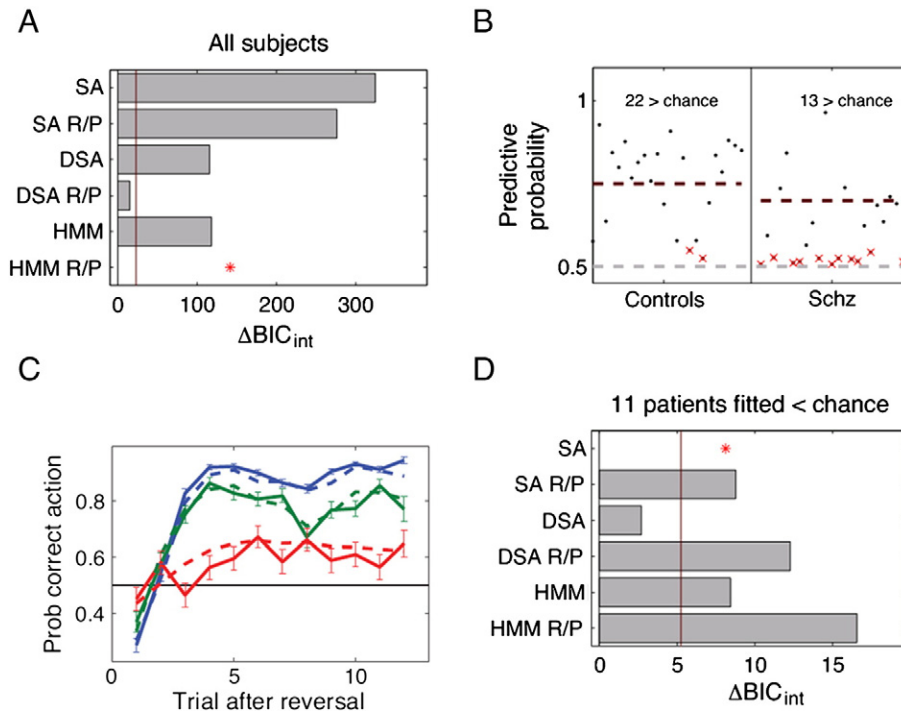 A
All subjects
SA
SA R/P
DSA
DSA R/P
HMM
HMM R/P
0 100 200 300
ΔBICint
B
1
22 > chance 13 > chance
Predictive
probability
0.5
Controls Schz
C
0.8
0.6
0.4
Prob correct action
0 5 10
Trial after reversal
D
11 patients fitted < chance
SA
SA R/P
DSA
DSA R/P
HMM
HMM R/P
0 5 10 15
ΔBICint